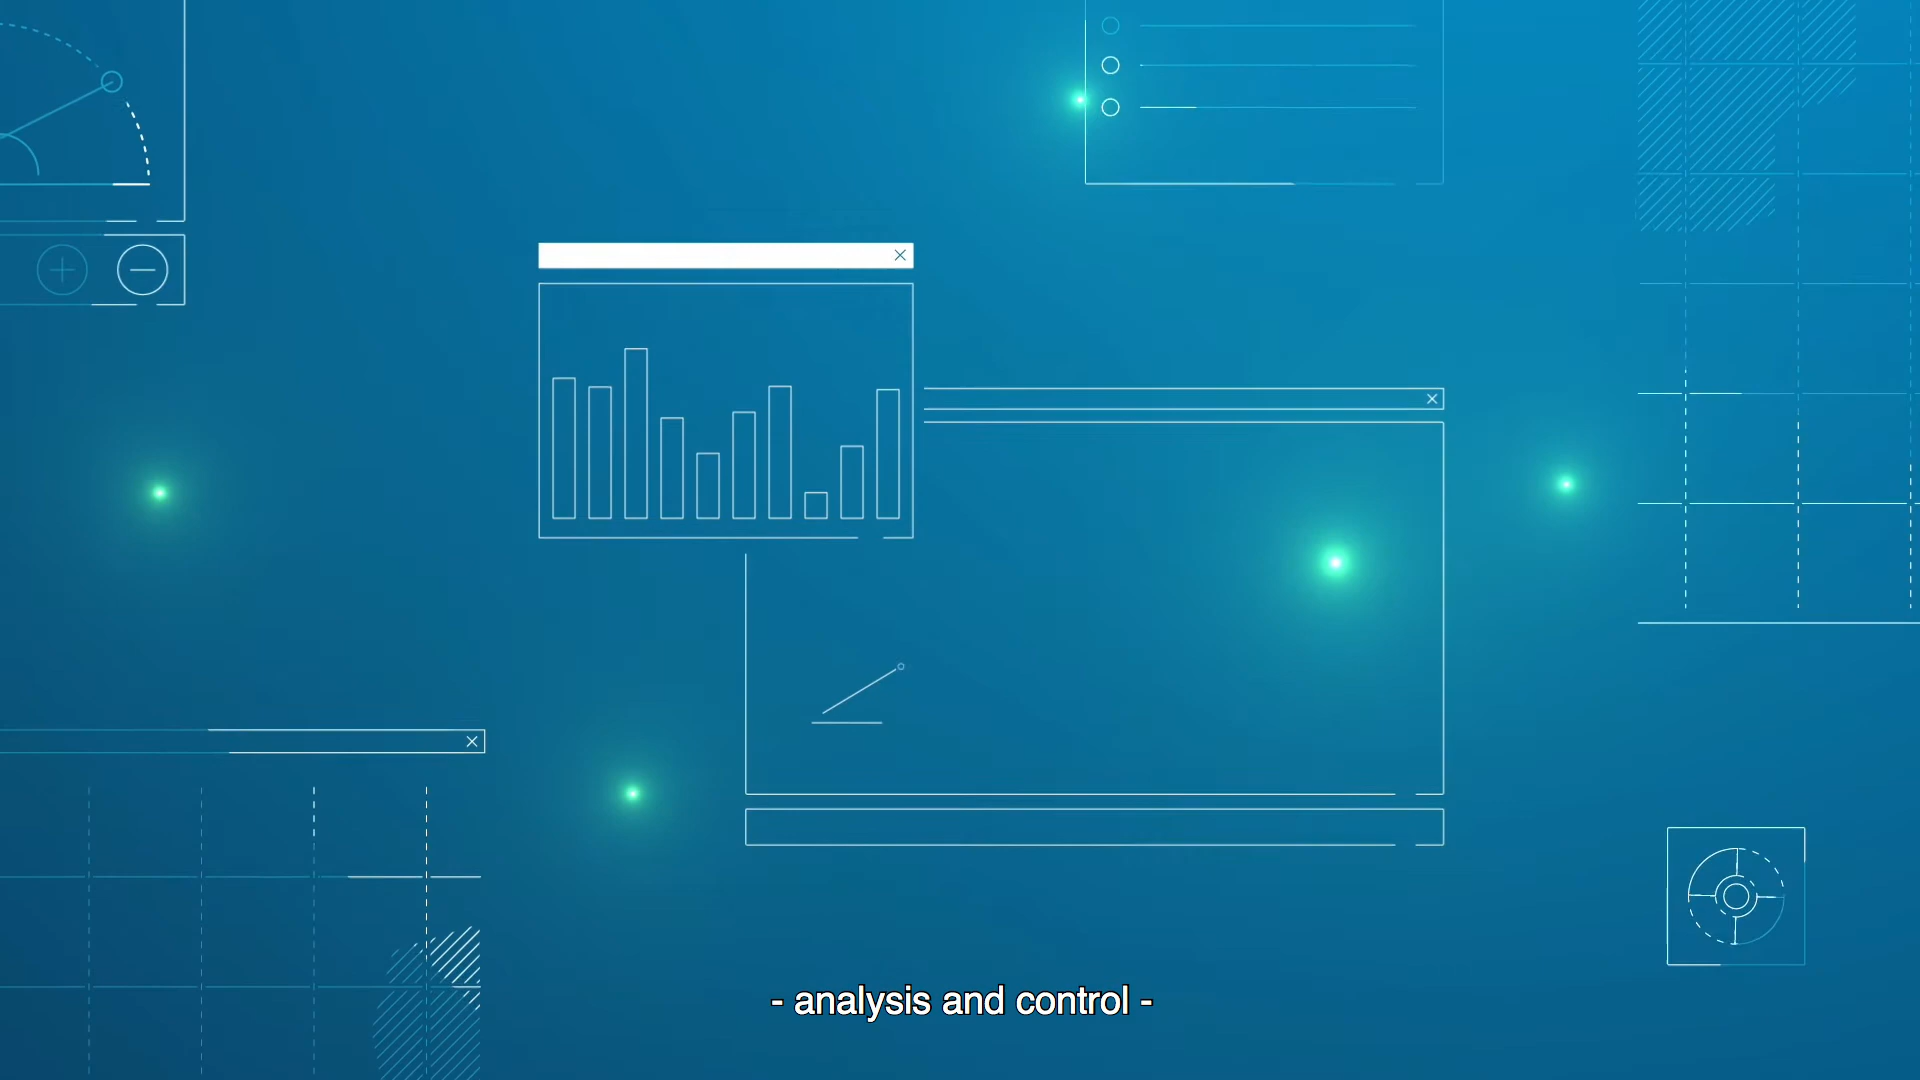 - analysis and control -